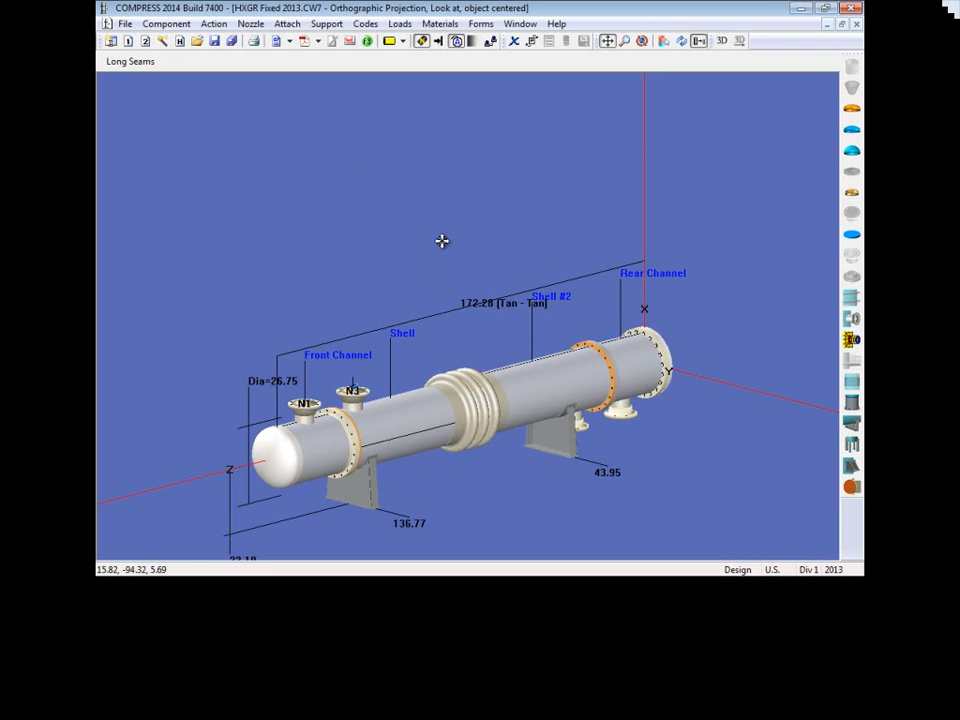 COMPRESS 2014 Build 7400 - [HXGR Fixed 2013.CW7 - Orthographic Projection, Look at, object centered]
File Component Action Nozzle Attach Support Codes Loads Materials Forms Window Help
3D
Long Seams
Rear Channel
Shell #2
172.28 [Tan - Tan]
X
Shell
Front Channel
Y
Dia=26.75
N3
N1
Z
43.95
136.77
15.82, -94.32, 5.69
Design U.S. Div 1 2013